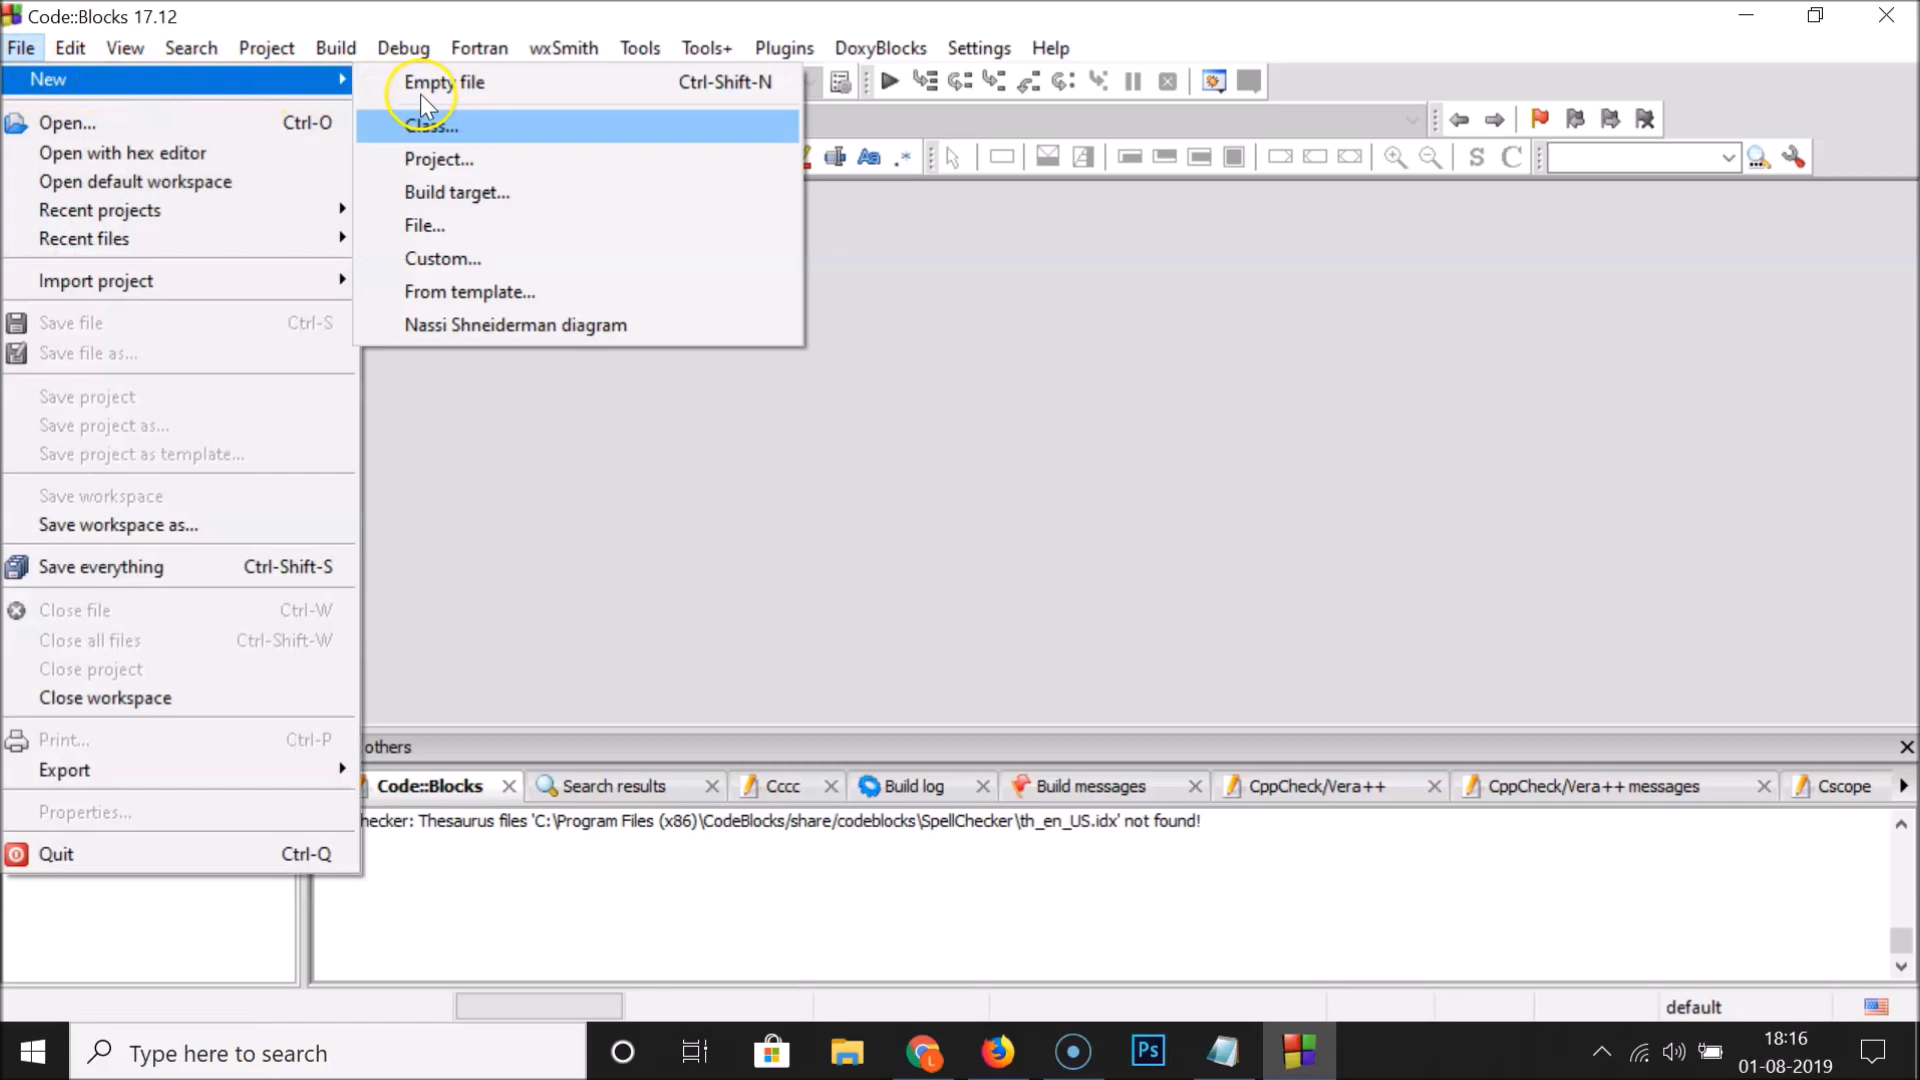 Code::Blocks 17.12
File Edit View Search Project Build Debug Fortran wxSmith Tools Tools+ Plugins DoxyBlocks Settings Help
New
Open... Ctrl-O
Open with hex editor
Open default workspace
Recent projects
Recent files
Import project
Save file Ctrl-S
Save file as...
Save project
Save project as...
Save project as template...
Save workspace
Save workspace as...
Save everything Ctrl-Shift-S
Close file Ctrl-W
Close all files Ctrl-Shift-W
Close project
Close workspace
Print... Ctrl-P
Export
Properties...
Quit Ctrl-Q
Empty file Ctrl-Shift-N
Class...
Project...
Build target...
File...
Custom...
From template...
Nassi Shneiderman diagram
Aa .* S C
others
Code::Blocks Search results Cccc Build log Build messages CppCheck/Vera++ CppCheck/Vera++ messages Cscope
hecker: Thesaurus files 'C:\Program Files (x86)\CodeBlocks/share/codeblocks\SpellChecker\th_en_US.idx' not found!
default
Type here to search
L
Ps
18:16
01-08-2019